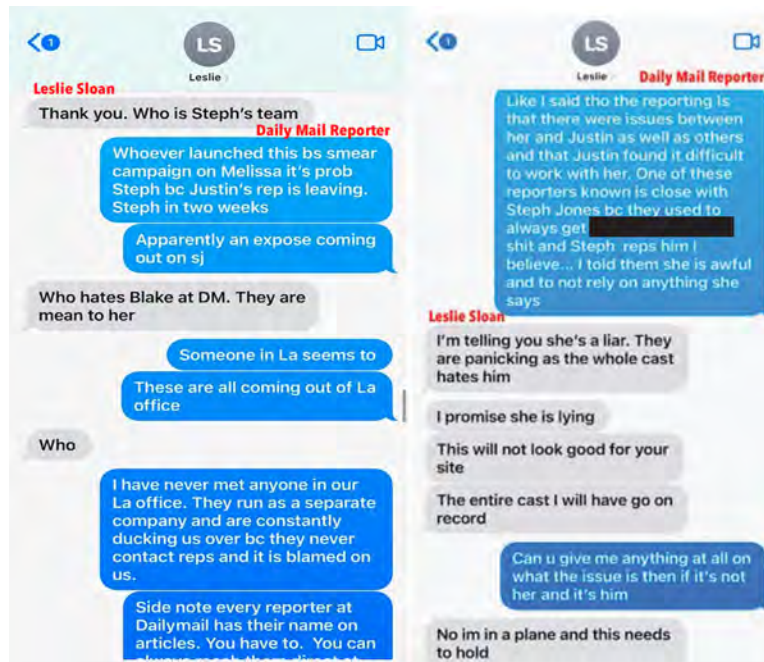 1
LS
Leslie
Leslie Sloan
Thank you. Who is Steph's team
Daily Mail Reporter
Whoever launched this bs smear
campaign on Melissa it's prob
Steph bc Justin's rep is leaving.
Steph in two weeks
Apparently an expose coming
out on sj
Who hates Blake at DM. They are
mean to her
Someone in La seems to
These are all coming out of La
office
Who
I have never met anyone in our
La office. They run as a separate
company and are constantly
ducking us over bc they never
contact reps and it is blamed on
us.
Side note every reporter at
Dailymail has their name on
articles. You have to. You can
1
LS
Leslie
Daily Mail Reporter
Like I said tho the reporting Is
that there were issues between
her and Justin as well as others
and that Justin found it difficult
to work with her. One of these
reporters known is close with
Steph Jones bc they used to
always get
shit and Steph reps him I
believe... I told them she is awful
and to not rely on anything she
says
Leslie Sloan
I'm telling you she's a liar. They
are panicking as the whole cast
hates him
I promise she is lying
This will not look good for your
site
The entire cast I will have go on
record
Can u give me anything at all on
what the issue is then if it's not
her and it's him
No im in a plane and this needs
to hold